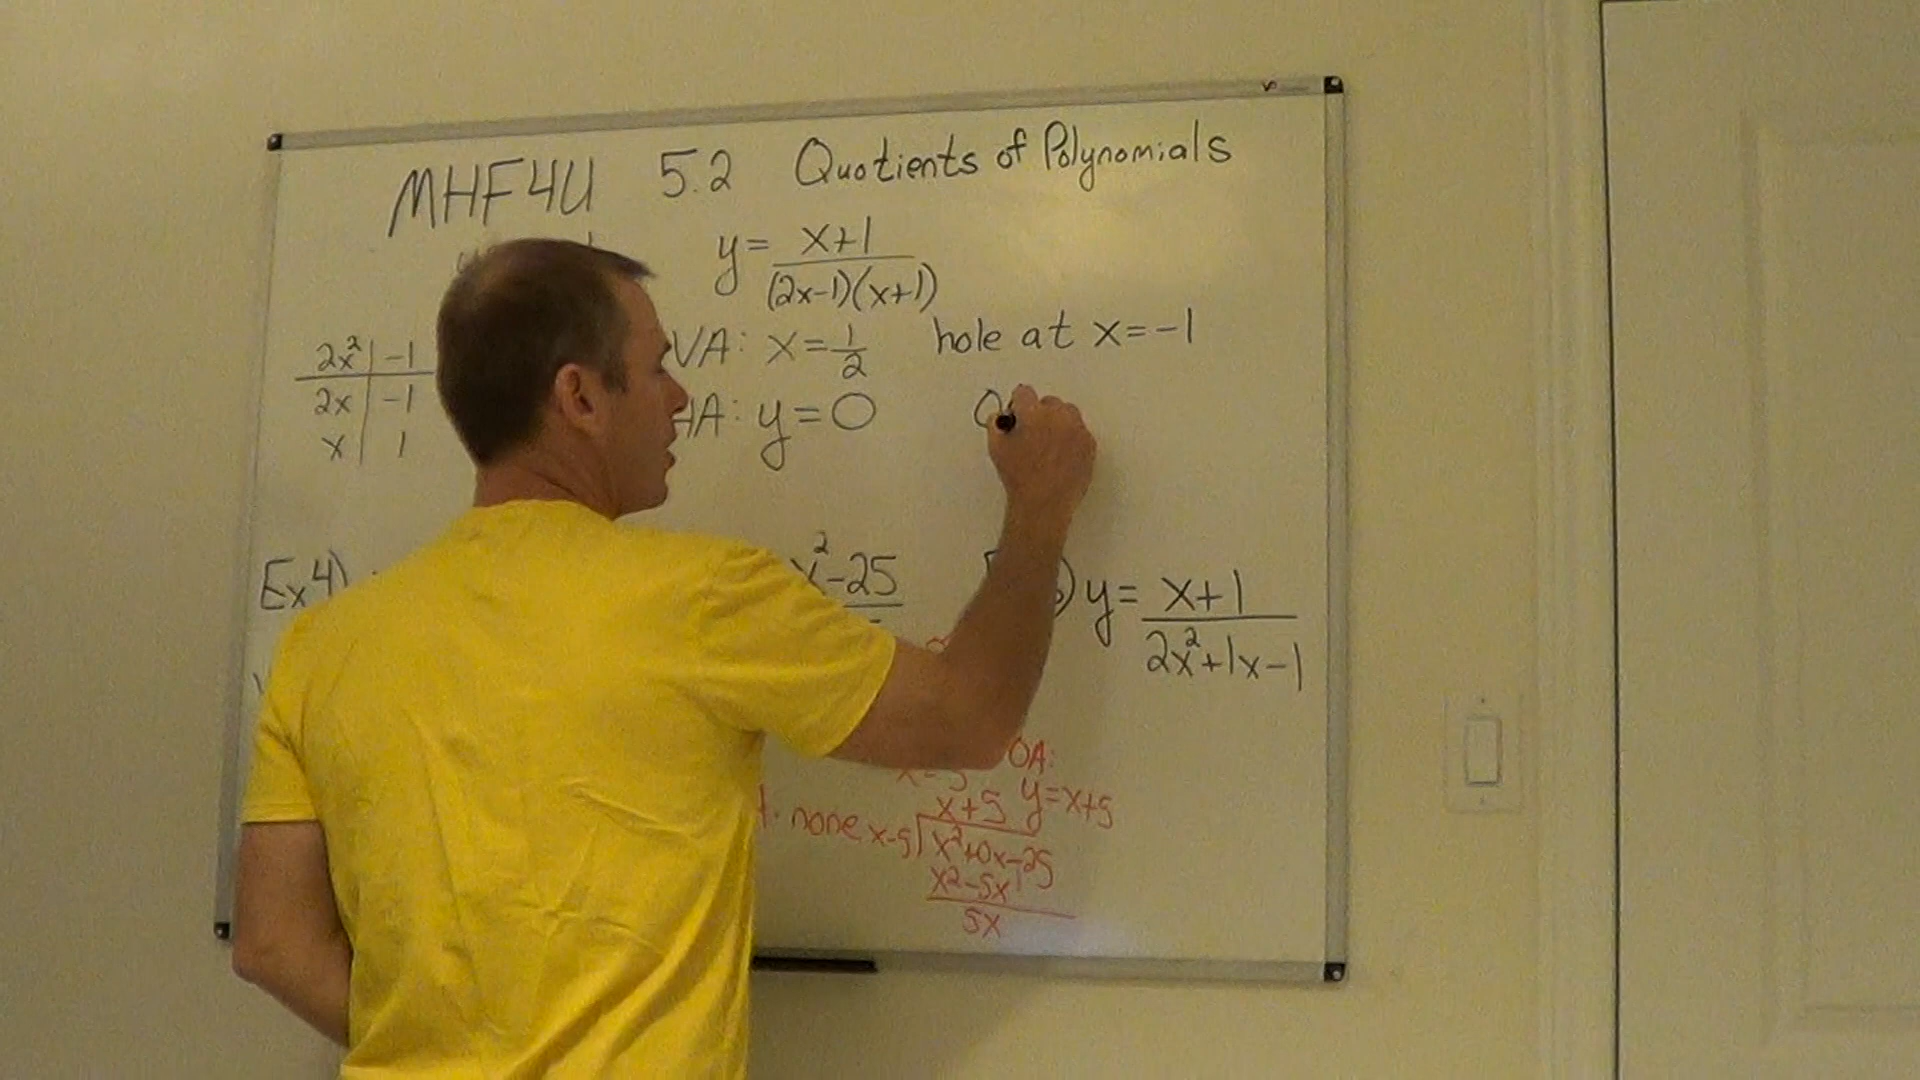 MHF4U 5.2 Quotients of Polynomials
y = x+1
(2x-1)(x+1)
2x² | -1
2x | -1
x | 1
VA: x = 1/2 hole at x = -1
HA: y = 0
Ex4)
x²-25
y = x+1
2x²+1x-1
OA:
x+5 y=x+5
none x-5 x²+0x-25
x²-5x
5x